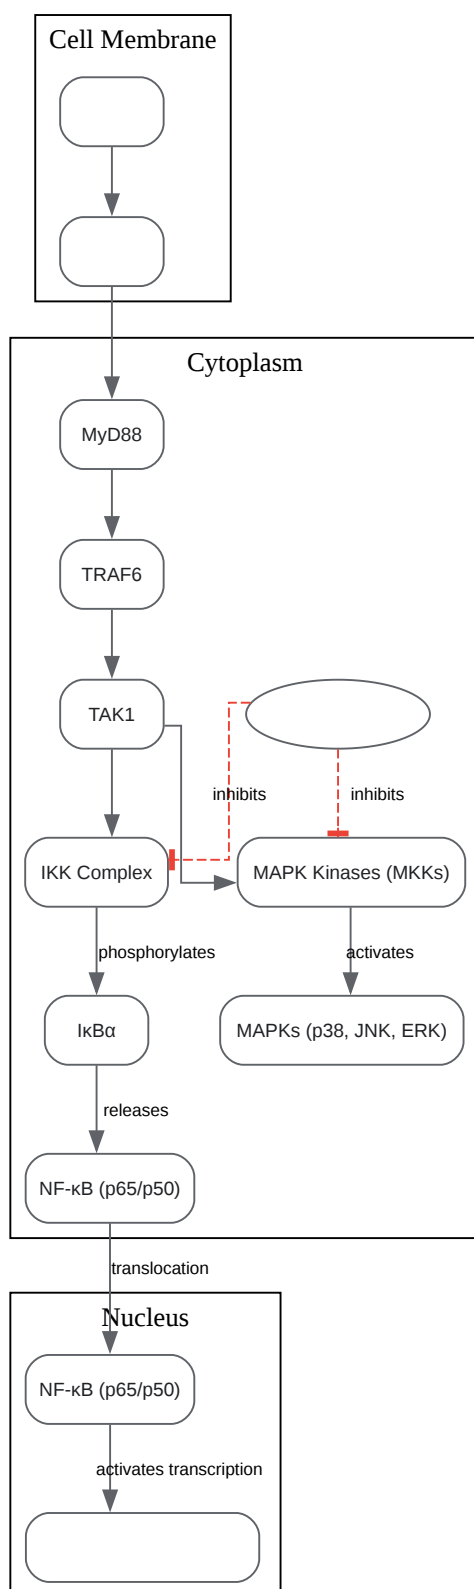 Cell Membrane
Cytoplasm
MyD88
TRAF6
TAK1
inhibits
inhibits
IKK Complex
MAPK Kinases (MKKs)
phosphorylates
activates
IκBα
MAPKs (p38, JNK, ERK)
releases
NF-κB (p65/p50)
translocation
Nucleus
NF-κB (p65/p50)
activates transcription